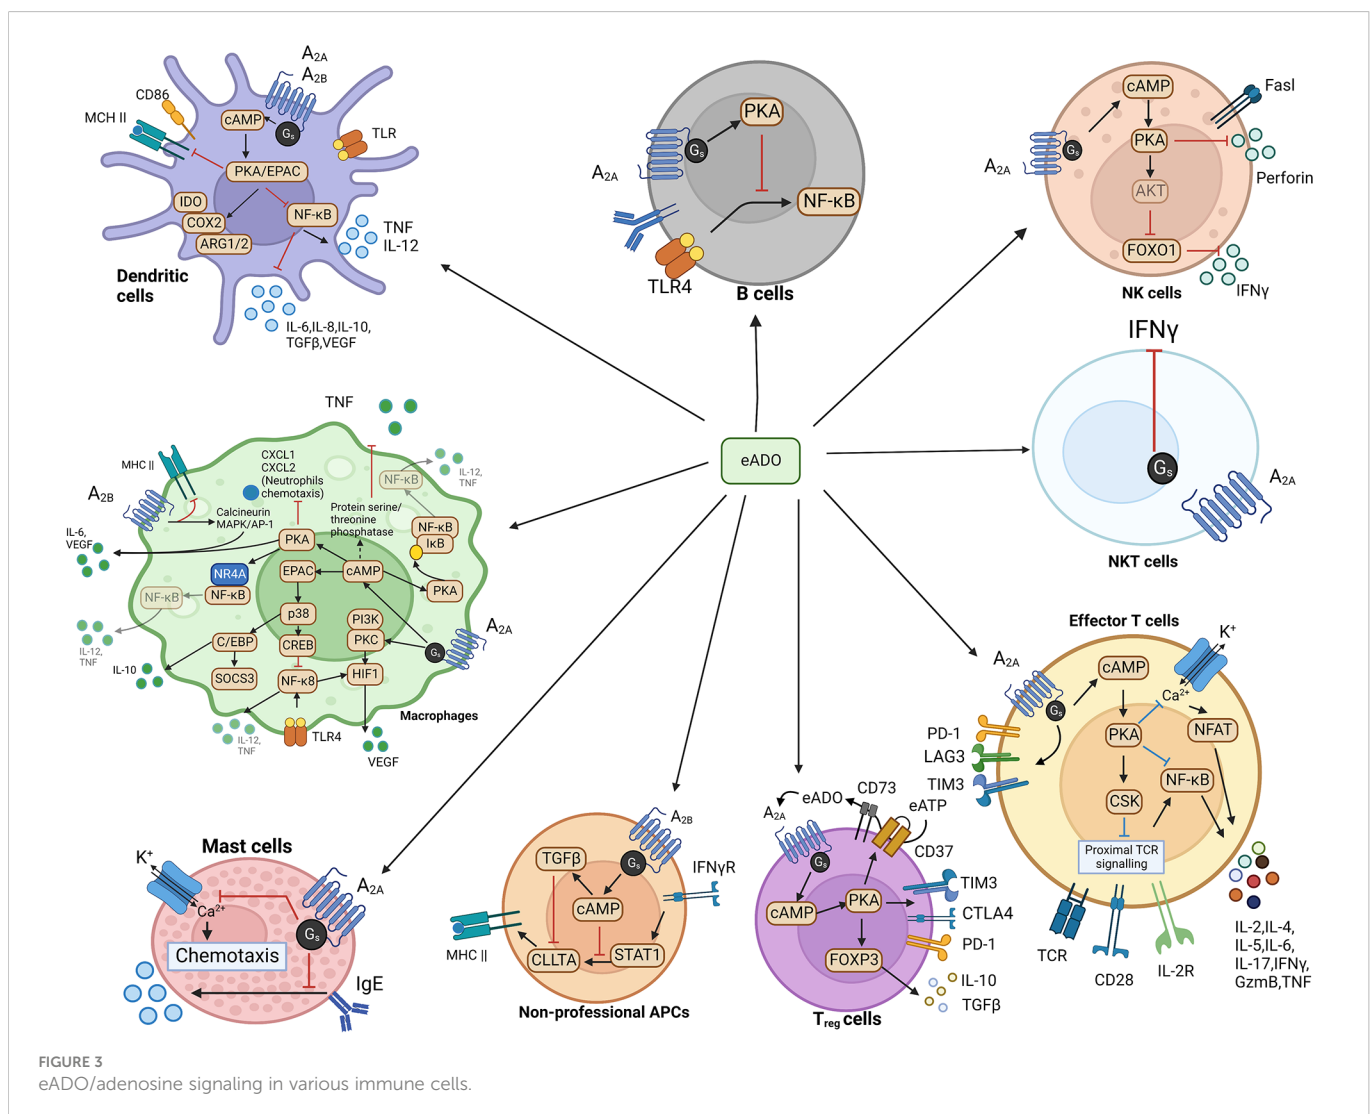 A2A
A2B
CD86
MCH II
cAMP
Gs
TLR
PKA/EPAC
IDO
COX2
ARG1/2
NF-κB
TNF
IL-12
Dendritic
cells
IL-6,IL-8,IL-10,
TGFβ,VEGF
PKA
Gs
A2A
NF-κB
TLR4
B cells
cAMP
Fasl
Gs
PKA
A2A
Perforin
AKT
FOXO1
IFNγ
NK cells
IFNγ
Gs
A2A
NKT cells
eADO
TNF
CXCL1
CXCL2
(Neutrophils
chemotaxis)
MHC II
A2B
Calcineurin
MAPK/AP-1
Protein serine/
threonine
phosphatase
NF-κB
IL-12,
TNF
NF-κB
IκB
IL-6,
VEGF
PKA
EPAC
cAMP
PKA
NR4A
NF-κB
NF-κB
IL-12,
TNF
p38
PI3K
PKC
C/EBP
CREB
Gs
A2A
IL-10
SOCS3
NF-κ8
HIF1
Macrophages
IL-12,
TNF
TLR4
VEGF
Effector T cells
K+
A2A
cAMP
Ca2+
Gs
PD-1
PKA
NFAT
LAG3
TIM3
NF-κB
CSK
Proximal TCR
signalling
TCR
CD28
IL-2R
IL-2,IL-4,
IL-5,IL-6,
IL-17,IFNγ,
GzmB,TNF
Mast cells
K+
A2A
Ca2+
Gs
Chemotaxis
IgE
A2B
TGFβ
Gs
IFNγR
cAMP
MHC II
CLLTA
STAT1
Non-professional APCs
eADO
CD73
eATP
A2A
CD37
Gs
cAMP
PKA
TIM3
CTLA4
PD-1
FOXP3
IL-10
TGFβ
Treg cells
FIGURE 3
eADO/adenosine signaling in various immune cells.